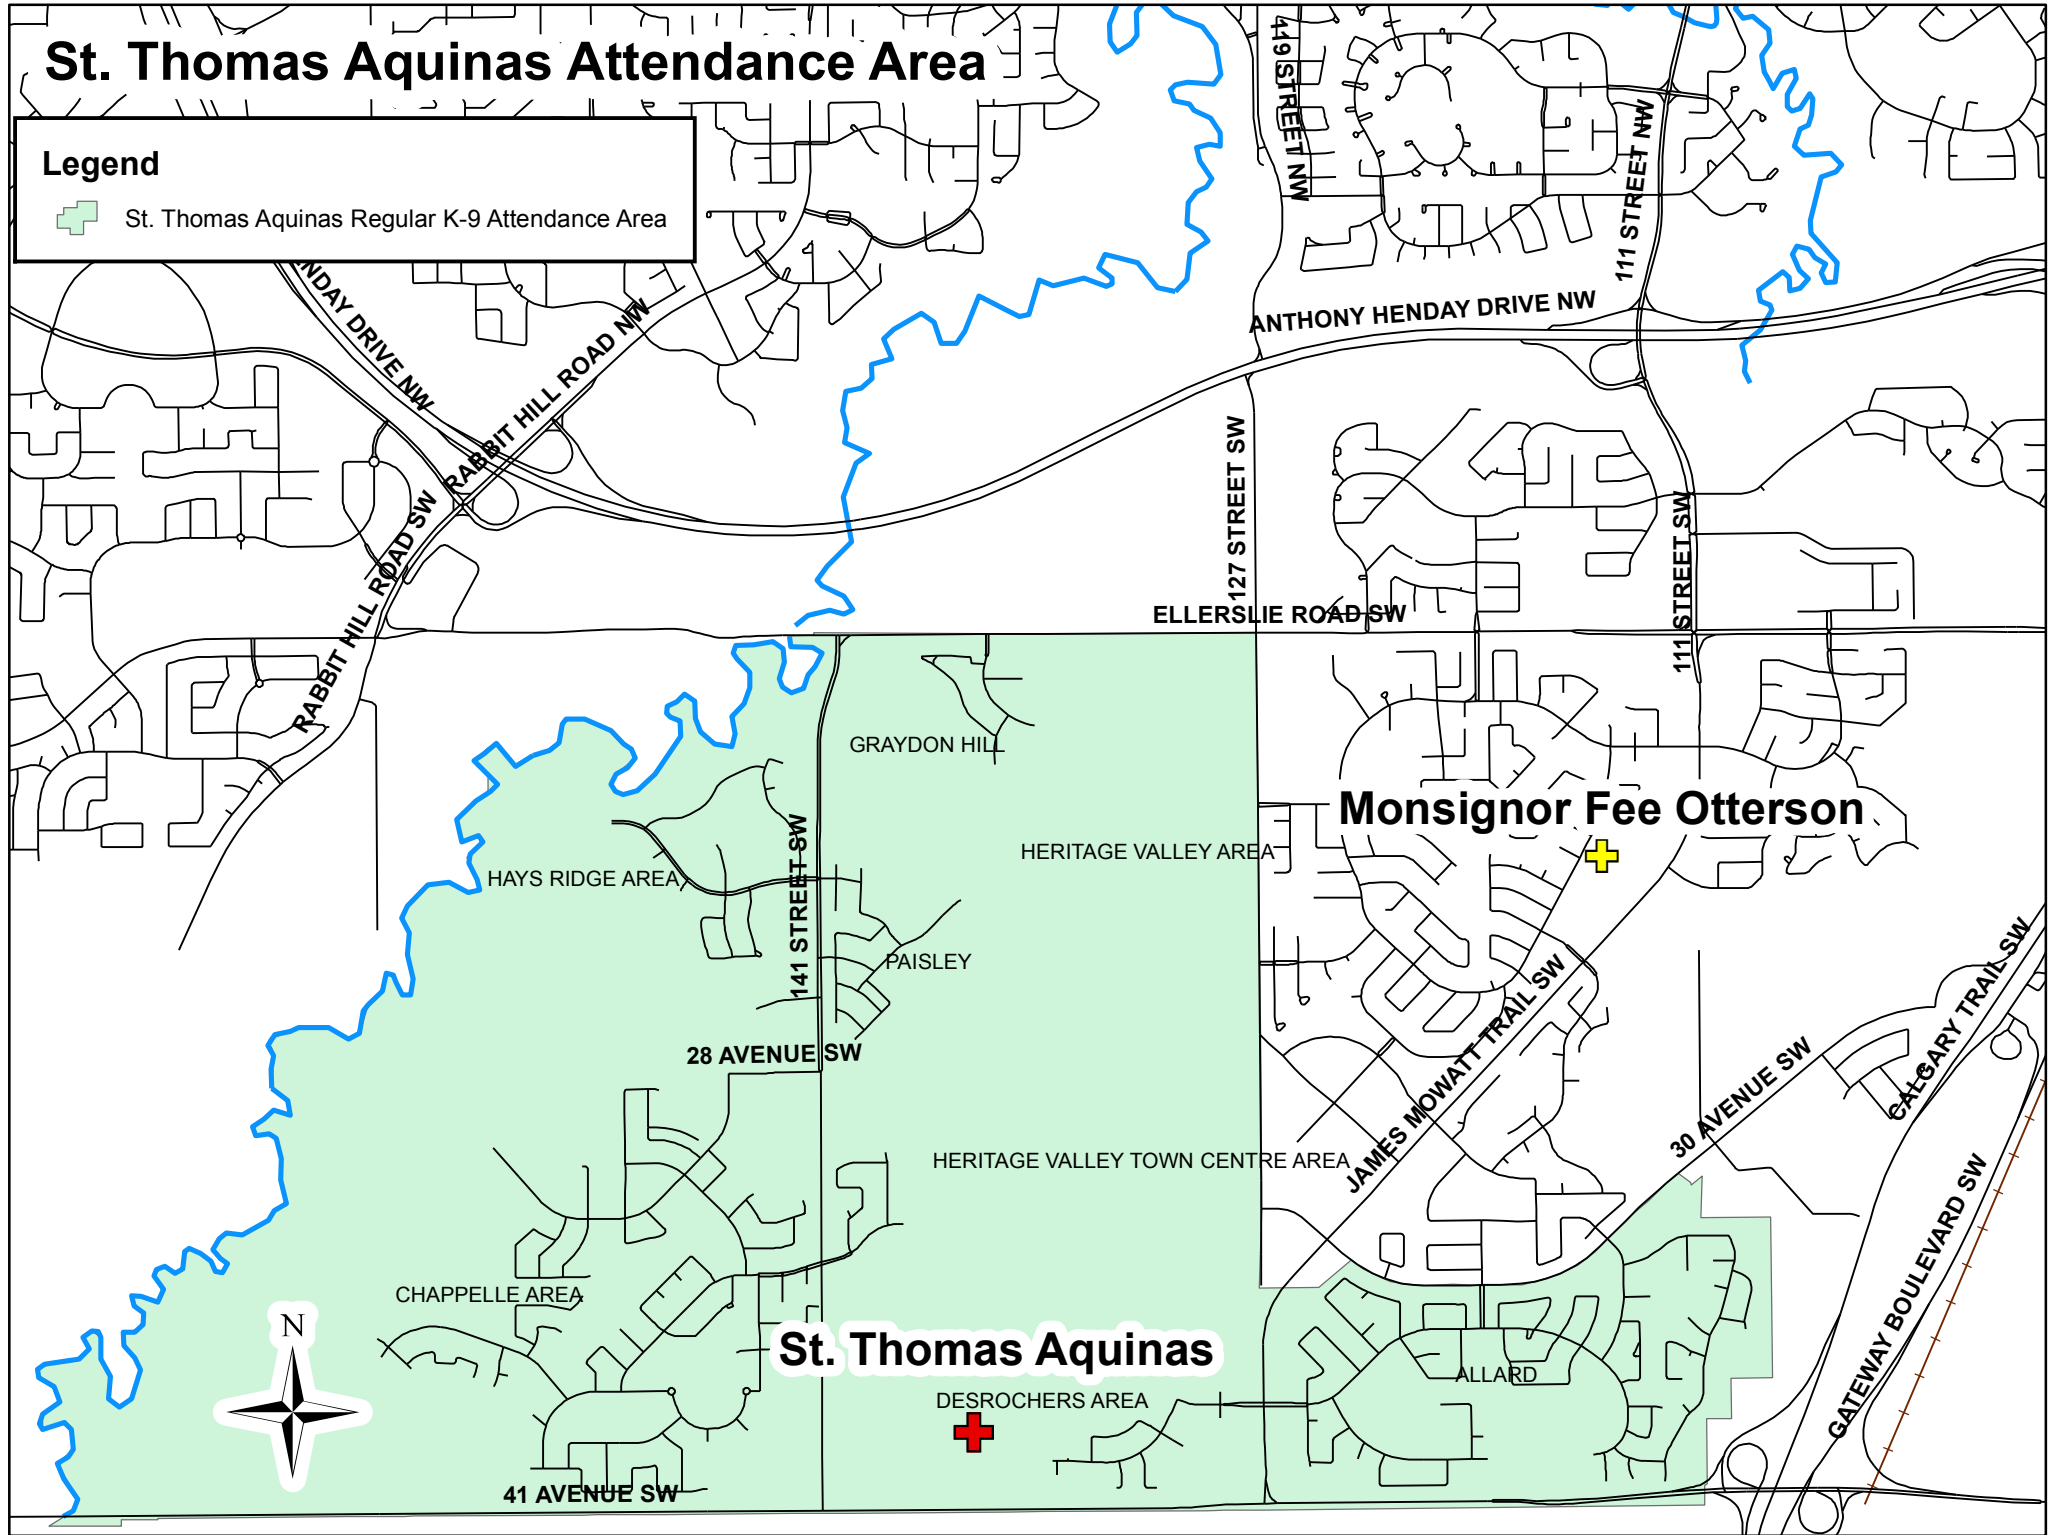 St. Thomas Aquinas Attendance Area
Legend
St. Thomas Aquinas Regular K-9 Attendance Area
119 STREET NW
111 STREET NW
ENDAY DRIVE NW
RABBIT HILL ROAD NW
ANTHONY HENDAY DRIVE NW
RABBIT HILL ROAD SW
127 STREET SW
111 STREET SW
ELLERSLIE ROAD SW
GRAYDON HILL
Monsignor Fee Otterson
HERITAGE VALLEY AREA
HAYS RIDGE AREA
141 STREET SW
PAISLEY
CALGARY TRAIL SW
JAMES MOWATT TRAIL SW
28 AVENUE SW
30 AVENUE SW
HERITAGE VALLEY TOWN CENTRE AREA
GATEWAY BOULEVARD SW
CHAPPELLE AREA
N
St. Thomas Aquinas
ALLARD
DESROCHERS AREA
41 AVENUE SW